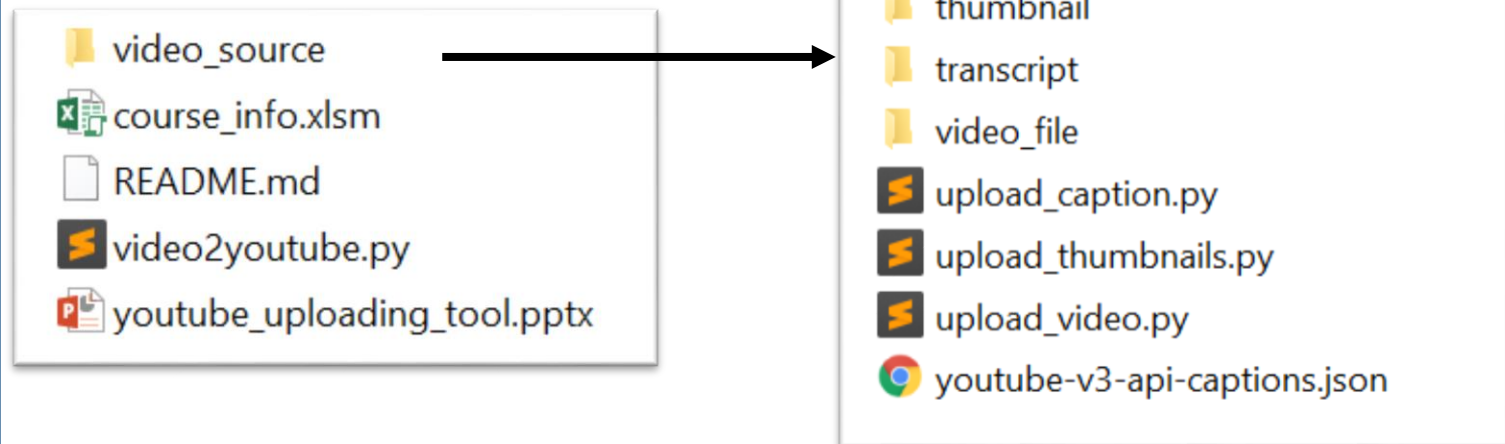 video_source
course_info.xlsm
README.md
video2youtube.py
youtube_uploading_tool.pptx
thumbnail
transcript
video_file
upload_caption.py
upload_thumbnails.py
upload_video.py
youtube-v3-api-captions.json